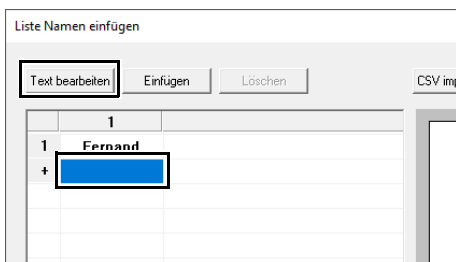 Liste Namen einfügen
Text bearbeiten Einfügen Löschen CSV imp
1
1 Fernand
+